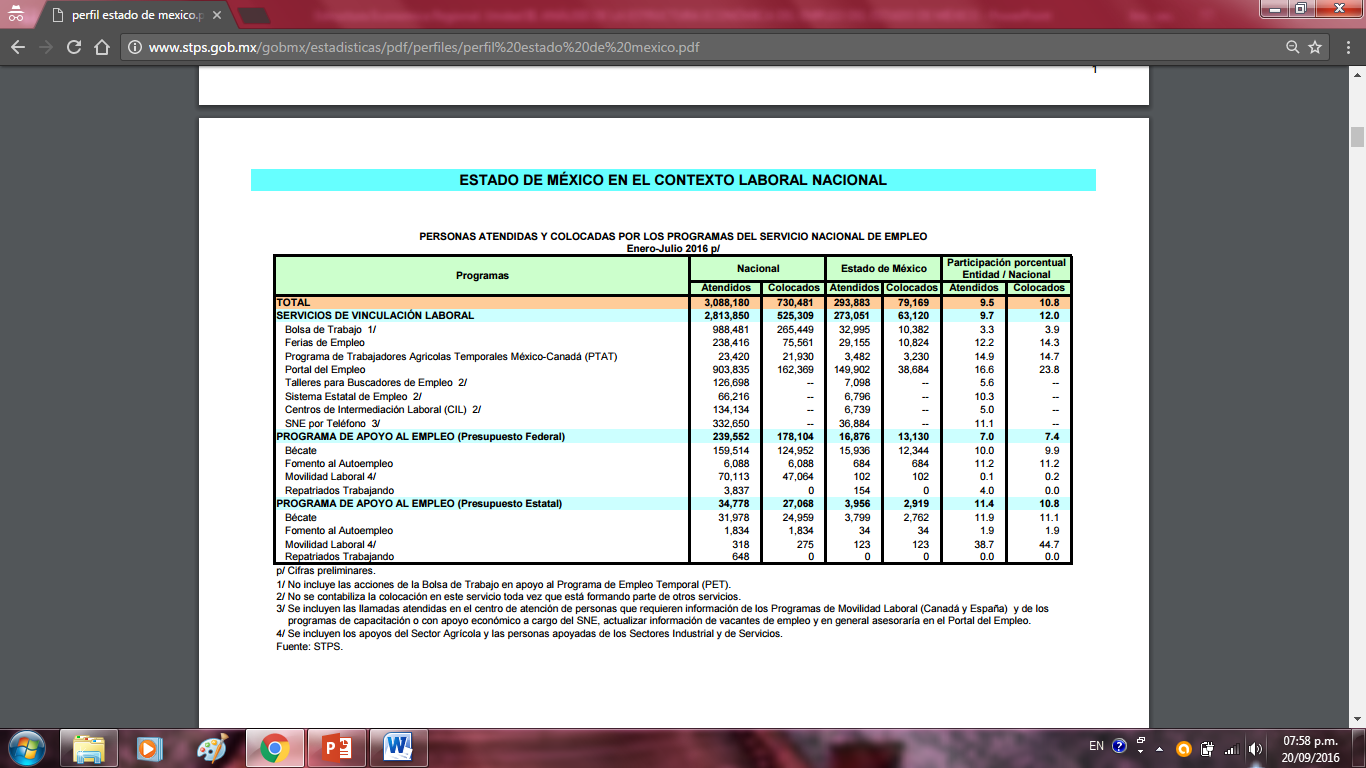 perfil estado de mexico.p
www.stps.gob.mx/gobmx/estadisticas/pdf/perfiles/perfil%20estado%20de%20mexico.pdf
1
ESTADO DE MÉXICO EN EL CONTEXTO LABORAL NACIONAL
PERSONAS ATENDIDAS Y COLOCADAS POR LOS PROGRAMAS DEL SERVICIO NACIONAL DE EMPLEO
Enero-Julio 2016 p/
Programas Nacional Estado de México Participación porcentual Entidad / Nacional
Atendidos Colocados Atendidos Colocados Atendidos Colocados
TOTAL 3,088,180 730,481 293,883 79,169 9.5 10.8
SERVICIOS DE VINCULACIÓN LABORAL 2,813,850 525,309 273,051 63,120 9.7 12.0
Bolsa de Trabajo 1/ 988,481 265,449 32,995 10,382 3.3 3.9
Ferias de Empleo 238,416 75,561 29,155 10,824 12.2 14.3
Programa de Trabajadores Agricolas Temporales México-Canadá (PTAT) 23,420 21,930 3,482 3,230 14.9 14.7
Portal del Empleo 903,835 162,369 149,902 38,684 16.6 23.8
Talleres para Buscadores de Empleo 2/ 126,698 -- 7,098 -- 5.6 --
Sistema Estatal de Empleo 2/ 66,216 -- 6,796 -- 10.3 --
Centros de Intermediación Laboral (CIL) 2/ 134,134 -- 6,739 -- 5.0 --
SNE por Teléfono 3/ 332,650 -- 36,884 -- 11.1 --
PROGRAMA DE APOYO AL EMPLEO (Presupuesto Federal) 239,552 178,104 16,876 13,130 7.0 7.4
Bécate 159,514 124,952 15,936 12,344 10.0 9.9
Fomento al Autoempleo 6,088 6,088 684 684 11.2 11.2
Movilidad Laboral 4/ 70,113 47,064 102 102 0.1 0.2
Repatriados Trabajando 3,837 0 154 0 4.0 0.0
PROGRAMA DE APOYO AL EMPLEO (Presupuesto Estatal) 34,778 27,068 3,956 2,919 11.4 10.8
Bécate 31,978 24,959 3,799 2,762 11.9 11.1
Fomento al Autoempleo 1,834 1,834 34 34 1.9 1.9
Movilidad Laboral 4/ 318 275 123 123 38.7 44.7
Repatriados Trabajando 648 0 0 0 0.0 0.0
p/ Cifras preliminares.
1/ No incluye las acciones de la Bolsa de Trabajo en apoyo al Programa de Empleo Temporal (PET).
2/ No se contabiliza la colocación en este servicio toda vez que está formando parte de otros servicios.
3/ Se incluyen las llamadas atendidas en el centro de atención de personas que requieren información de los Programas de Movilidad Laboral (Canadá y España) y de los
programas de capacitación o con apoyo económico a cargo del SNE, actualizar información de vacantes de empleo y en general asesoraría en el Portal del Empleo.
4/ Se incluyen los apoyos del Sector Agrícola y las personas apoyadas de los Sectores Industrial y de Servicios.
Fuente: STPS.
EN
07:58 p.m.
20/09/2016